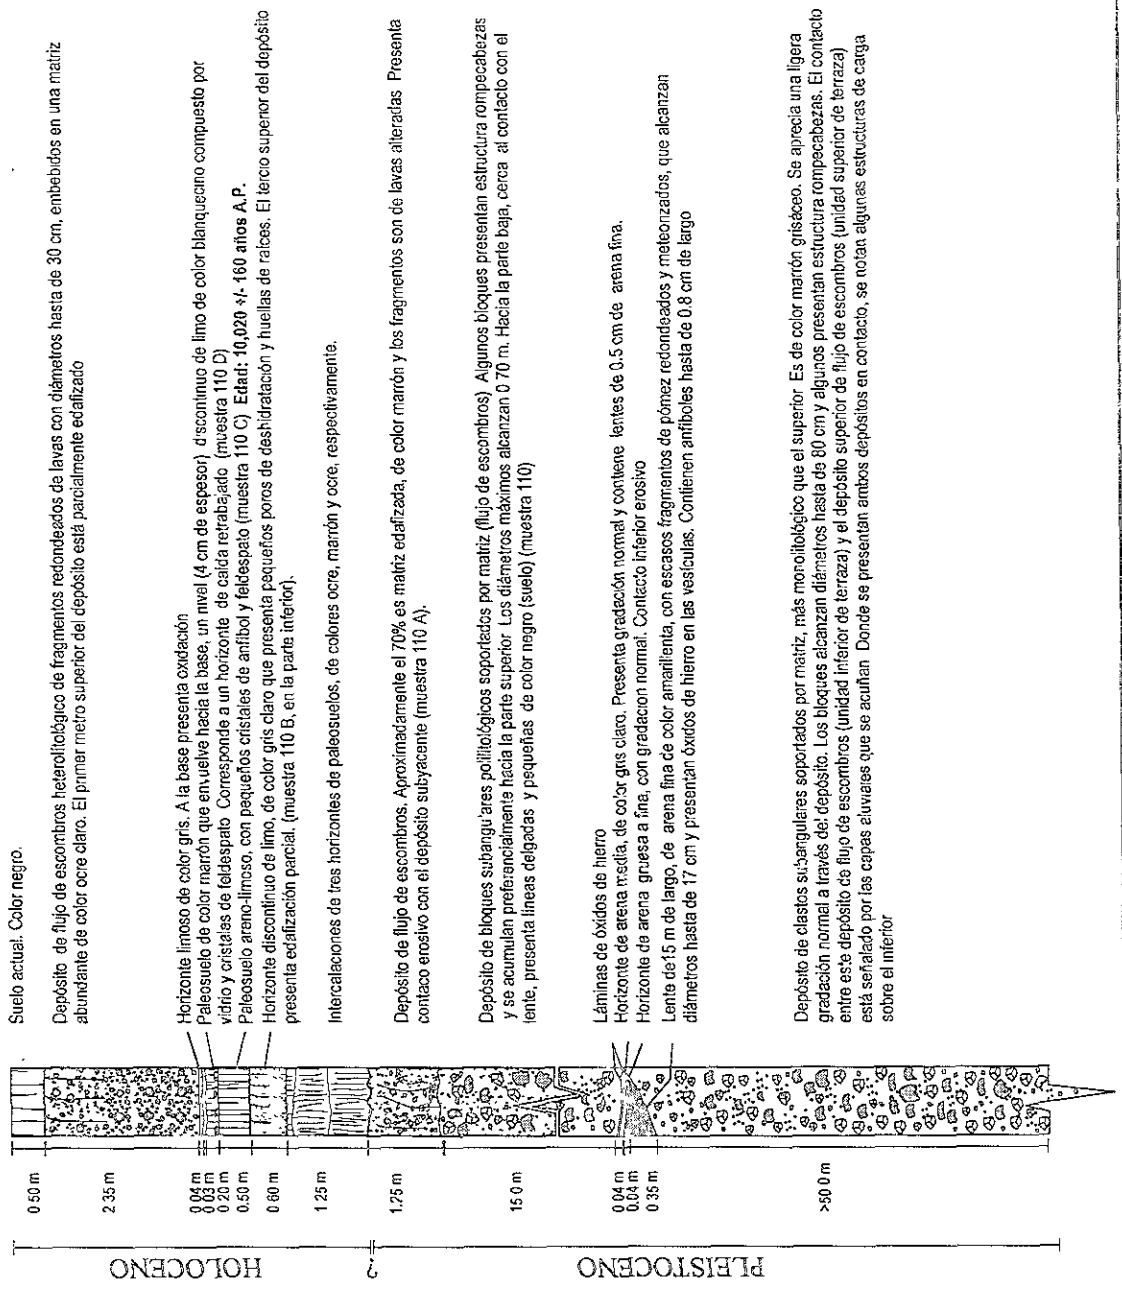 Suelo actual. Color negro.
Depósito de flujo de escombros heterolitológico de fragmentos redondeados de lavas con diámetros hasta de 30 cm, embebidos en una matriz
abundante de color ocre claro. El primer metro superior del depósito está parcialmente edafizado
Horizonte limoso de color gris. A la base presenta oxidación
Paleosuelo de color marrón que envuelve hacia la base, un nivel (4 cm de espesor) discontinuo de limo de color blanquecino compuesto por
vidrio y cristales de feldespato Corresponde a un horizonte de caída retrabajado (muestra 110 D)
Paleosuelo areno-limoso, con pequeños cristales de anfíbol y feldespato (muestra 110 C) Edad: 10,020 +/- 160 años A.P.
Horizonte discontinuo de limo, de color gris claro que presenta pequeños poros de deshidratación y huellas de raíces. El tercio superior del depósito
presenta edafización parcial. (muestra 110 B, en la parte inferior).
Intercalaciones de tres horizontes de paleosuelos, de colores ocre, marrón y ocre, respectivamente.
Depósito de flujo de escombros. Aproximadamente el 70% es matriz edafizada, de color marrón y los fragmentos son de lavas alteradas Presenta
contaco erosivo con el depósito subyacente (muestra 110 A).
Depósito de bloques subangulares polilitológicos soportados por matriz (flujo de escombros) Algunos bloques presentan estructura rompecabezas
y se acumulan preferencialmente hacia la parte superior Los diámetros máximos alcanzan 0 70 m. Hacia la parte baja, cerca al contacto con el
lente, presenta líneas delgadas y pequeñas de color negro (suelo) (muestra 110)
Láminas de óxidos de hierro
Horizonte de arena media, de color gris claro. Presenta gradación normal y contiene lentes de 0.5 cm de arena fina.
Horizonte de arena gruesa a fina, con gradacion normal. Contacto inferior erosivo
Lente de15 m de largo, de arena fina de color amarillenta, con escasos fragmentos de pómez redondeados y meteorizados, que alcanzan
diámetros hasta de 17 cm y presentan óxidos de hierro en las vesículas. Contienen anfíboles hasta de 0.8 cm de largo
Depósito de clastos subangulares soportados por matriz, más monolitológico que el superior Es de color marrón grisáceo. Se aprecia una ligera
gradación normal a través del depósito. Los bloques alcanzan diámetros hasta de 80 cm y algunos presentan estructura rompecabezas. El contacto
entre este depósito de flujo de escombros (unidad inferior de terraza) y el depósito superior de flujo de escombros (unidad superior de terraza)
está señalado por las capas aluviales que se acuñan Donde se presentan ambos depósitos en contacto, se notan algunas estructuras de carga
sobre el inferior
0 50 m
2 35 m
0.04 m
0.03 m
0 20 m
0.50 m
0 60 m
1 25 m
1.25 m
15 0 m
0.04 m
0.04 m
0 35 m
>50 0 m
HOLOCENO
?
PLEISTOCENO